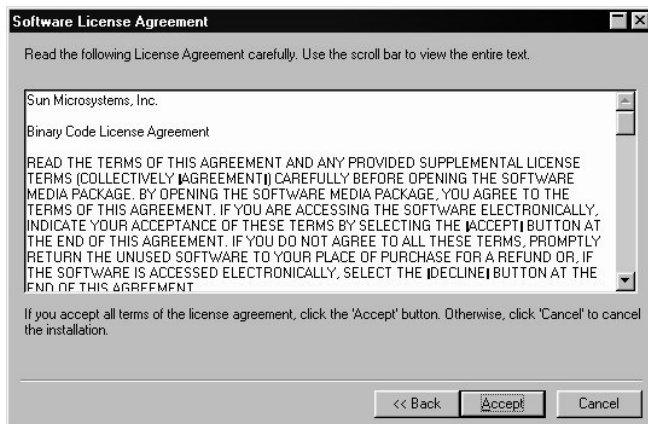 Software License Agreement
Read the following License Agreement carefully. Use the scroll bar to view the entire text.
Sun Microsystems, Inc.
Binary Code License Agreement
READ THE TERMS OF THIS AGREEMENT AND ANY PROVIDED SUPPLEMENTAL LICENSE
TERMS (COLLECTIVELY |AGREEMENT|) CAREFULLY BEFORE OPENING THE SOFTWARE
MEDIA PACKAGE. BY OPENING THE SOFTWARE MEDIA PACKAGE, YOU AGREE TO THE
TERMS OF THIS AGREEMENT. IF YOU ARE ACCESSING THE SOFTWARE ELECTRONICALLY,
INDICATE YOUR ACCEPTANCE OF THESE TERMS BY SELECTING THE |ACCEPT| BUTTON AT
THE END OF THIS AGREEMENT. IF YOU DO NOT AGREE TO ALL THESE TERMS, PROMPTLY
RETURN THE UNUSED SOFTWARE TO YOUR PLACE OF PURCHASE FOR A REFUND OR, IF
THE SOFTWARE IS ACCESSED ELECTRONICALLY, SELECT THE |DECLINE| BUTTON AT THE
END OF THIS AGREEMENT
If you accept all terms of the license agreement, click the 'Accept' button. Otherwise, click 'Cancel' to cancel
the installation.
<< Back
Accept
Cancel